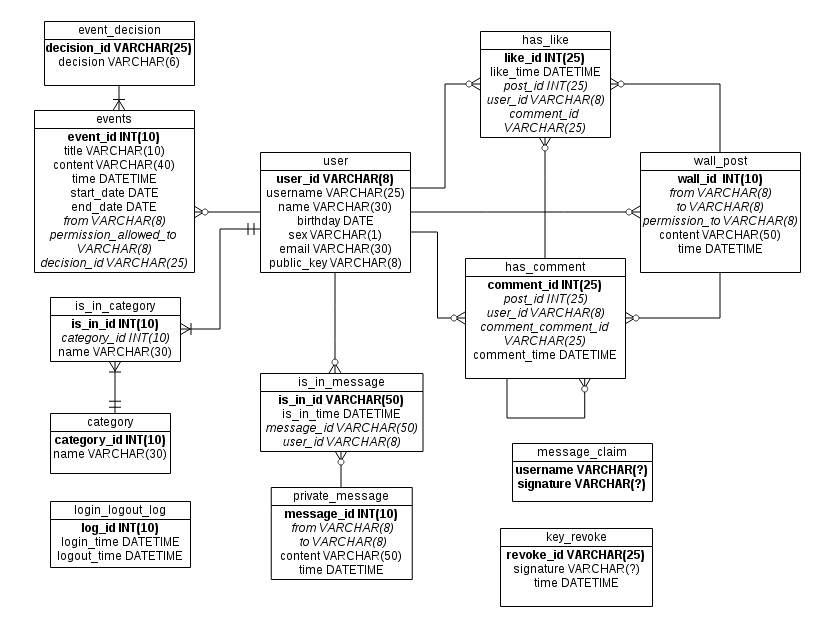 event_decision
decision_id VARCHAR(25)
decision VARCHAR(6)
events
event_id INT(10)
title VARCHAR(10)
content VARCHAR(40)
time DATETIME
start_date DATE
end_date DATE
from VARCHAR(8)
permission_allowed_to
VARCHAR(8)
decision_id VARCHAR(25)
is_in_category
is_in_id INT(10)
category_id INT(10)
name VARCHAR(30)
category
category_id INT(10)
name VARCHAR(30)
login_logout_log
log_id INT(10)
login_time DATETIME
logout_time DATETIME
user
user_id VARCHAR(8)
username VARCHAR(25)
name VARCHAR(30)
birthday DATE
sex VARCHAR(1)
email VARCHAR(30)
public_key VARCHAR(8)
is_in_message
is_in_id VARCHAR(50)
is_in_time DATETIME
message_id VARCHAR(50)
user_id VARCHAR(8)
private_message
message_id INT(10)
from VARCHAR(8)
to VARCHAR(8)
content VARCHAR(50)
time DATETIME
has_like
like_id INT(25)
like_time DATETIME
post_id INT(25)
user_id VARCHAR(8)
comment_id
VARCHAR(25)
wall_post
wall_id INT(10)
from VARCHAR(8)
to VARCHAR(8)
permission_to VARCHAR(8)
content VARCHAR(50)
time DATETIME
has_comment
comment_id INT(25)
post_id INT(25)
user_id VARCHAR(8)
comment_comment_id
VARCHAR(25)
comment_time DATETIME
message_claim
username VARCHAR(?)
signature VARCHAR(?)
key_revoke
revoke_id VARCHAR(25)
signature VARCHAR(?)
time DATETIME